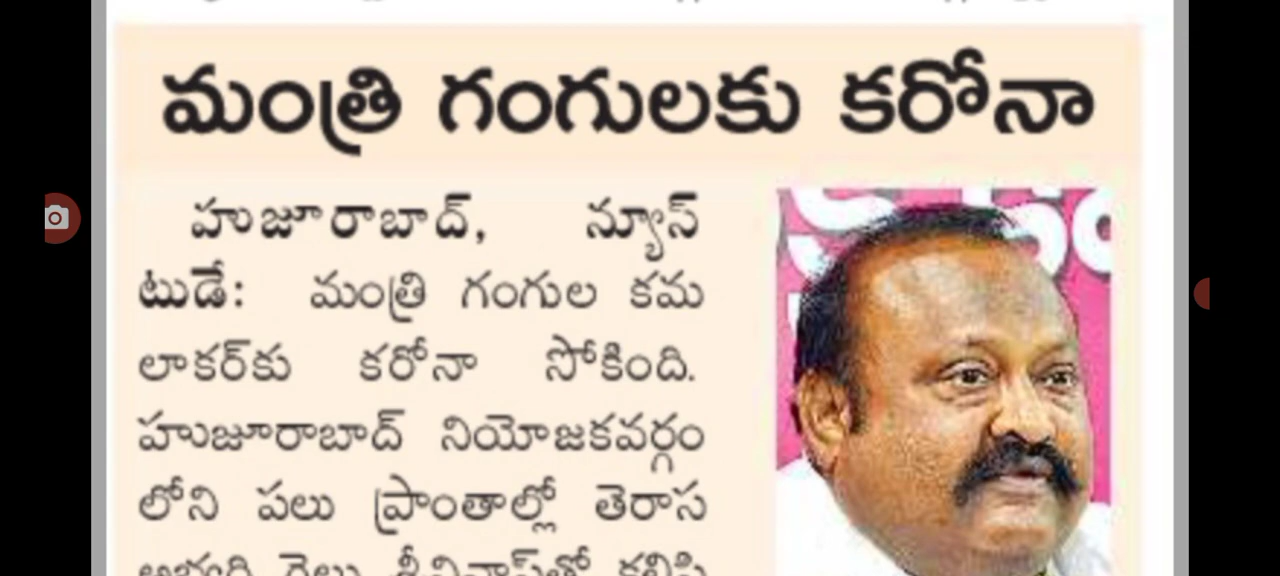 మంత్రి గంగులకు కరోనా
హుజూరాబాద్, న్యూస్
టుడే: మంత్రి గంగుల కమ
లాకర్‌కు కరోనా సోకింది.
హుజూరాబాద్ నియోజకవర్గం
లోని పలు ప్రాంతాల్లో తెరాస